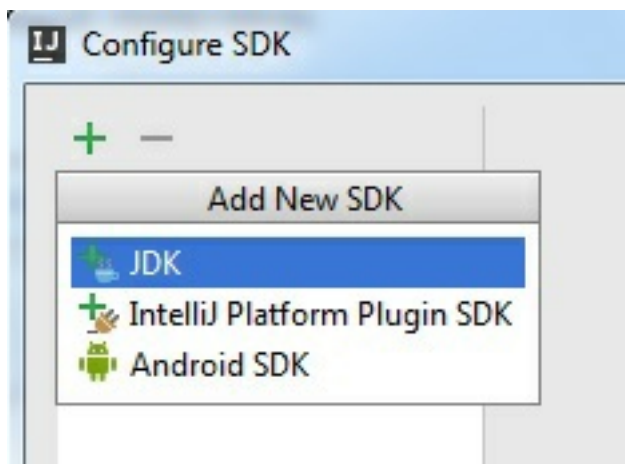 IJ Configure SDK
Add New SDK
JDK
IntelliJ Platform Plugin SDK
Android SDK